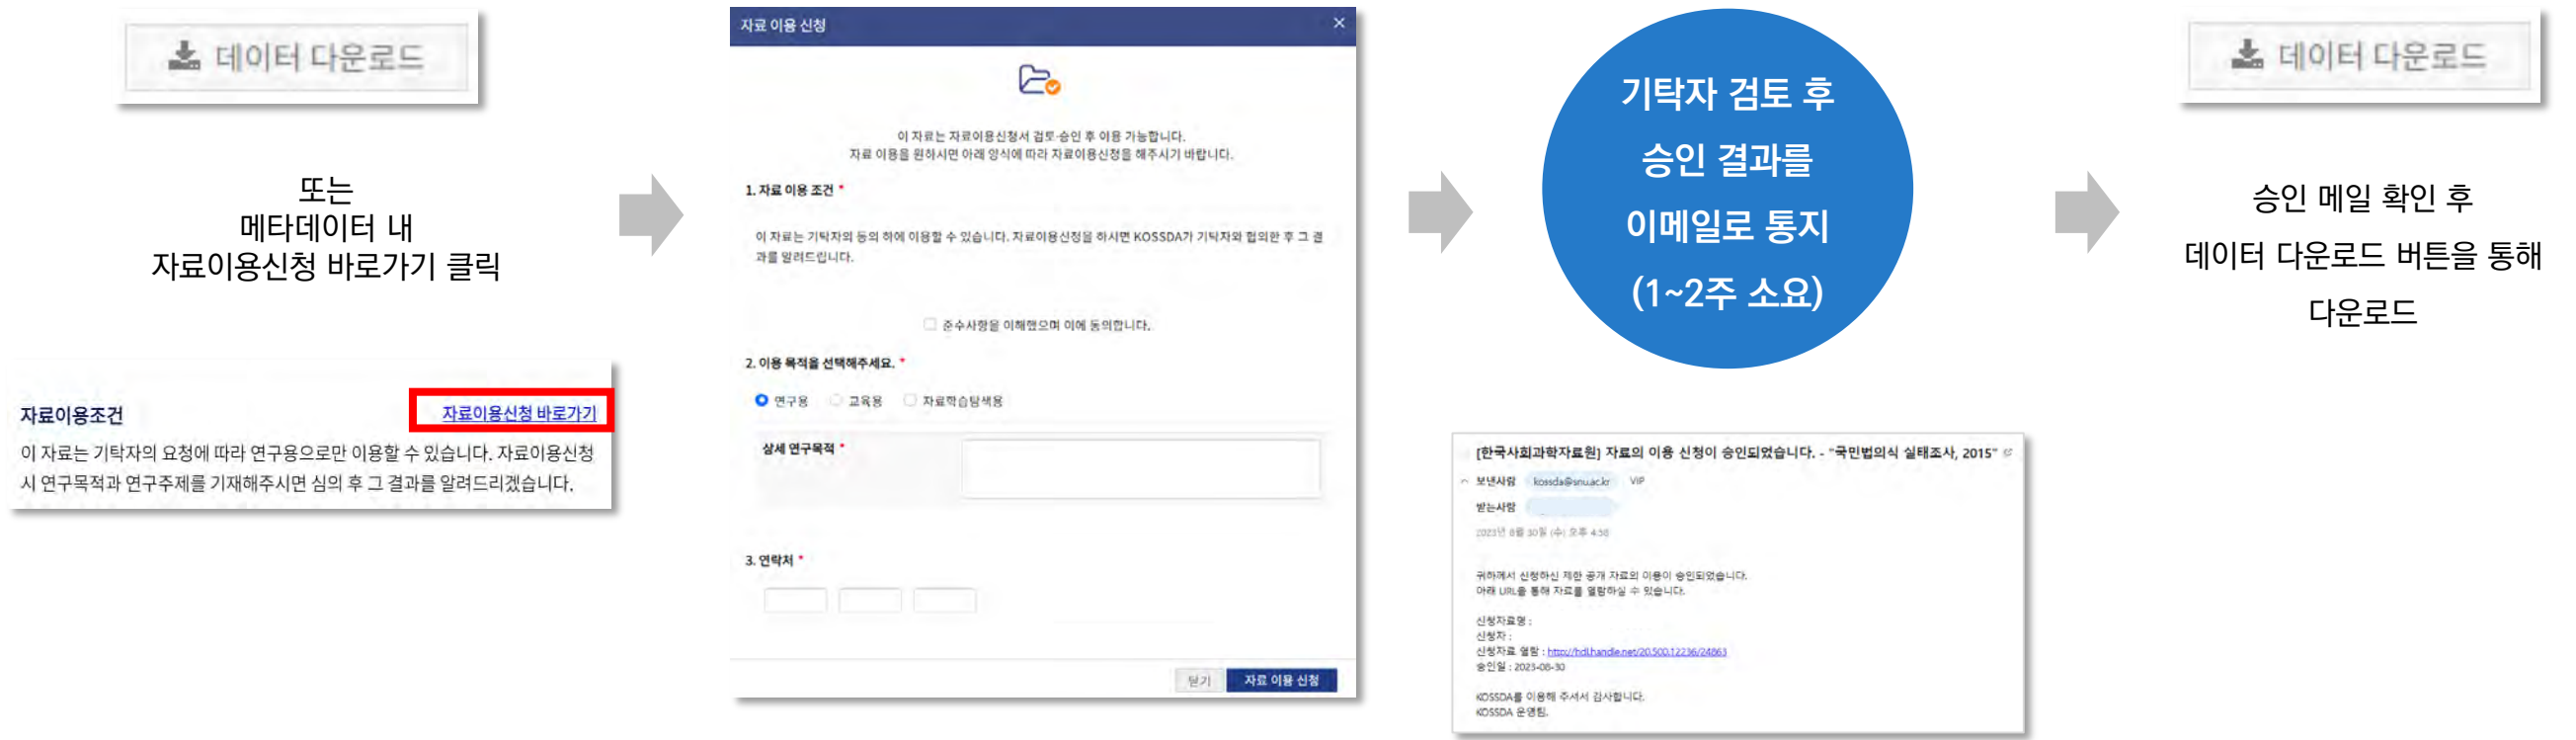 데이터 다운로드
또는
메타데이터 내
자료이용신청 바로가기 클릭
자료이용조건
자료이용신청 바로가기
이 자료는 기탁자의 요청에 따라 연구용으로만 이용할 수 있습니다. 자료이용신청
시 연구목적과 연구주제를 기재해주시면 심의 후 그 결과를 알려드리겠습니다.
자료 이용 신청
이 자료는 자료이용신청서 검토·승인 후 이용 가능합니다.
자료 이용을 원하시면 아래 양식에 따라 자료이용신청을 해주시기 바랍니다.
1. 자료 이용 조건 *
이 자료는 기탁자의 동의 하에 이용할 수 있습니다. 자료이용신청을 하시면 KOSSDA가 기탁자와 협의한 후 그 결
과를 알려드립니다.
준수사항을 이해했으며 이에 동의합니다.
2. 이용 목적을 선택해주세요. *
연구용 교육용 자료학습탐색용
상세 연구목적 *
3. 연락처 *
닫기 자료 이용 신청
기탁자 검토 후
승인 결과를
이메일로 통지
(1~2주 소요)
[한국사회과학자료원] 자료의 이용 신청이 승인되었습니다. - "국민법의식 실태조사, 2015"
보낸사람 kossda@snu.ac.kr VIP
받는사람
2023년 8월 30일 (수) 오후 4:58
귀하께서 신청하신 제한 공개 자료의 이용이 승인되었습니다.
아래 URL을 통해 자료를 열람하실 수 있습니다.
신청자료명 :
신청자 :
신청자료 열람 : http://hdl.handle.net/20.500.12236/24863
승인일 : 2023-08-30
KOSSDA를 이용해 주셔서 감사합니다.
KOSSDA 운영팀.
데이터 다운로드
승인 메일 확인 후
데이터 다운로드 버튼을 통해
다운로드